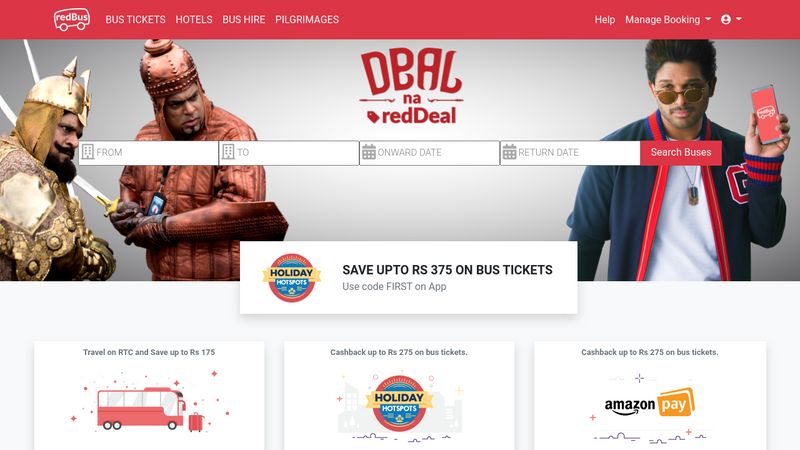 redBus BUS TICKETS HOTELS BUS HIRE PILGRIMAGES Help Manage Booking
DEAL
na
redDeal
FROM TO ONWARD DATE RETURN DATE Search Buses
redBus
G
HOLIDAY
HOTSPOTS
SAVE UPTO RS 375 ON BUS TICKETS
Use code FIRST on App
Travel on RTC and Save up to Rs 175
Cashback up to Rs 275 on bus tickets.
HOLIDAY
HOTSPOTS
Cashback up to Rs 275 on bus tickets.
amazon pay